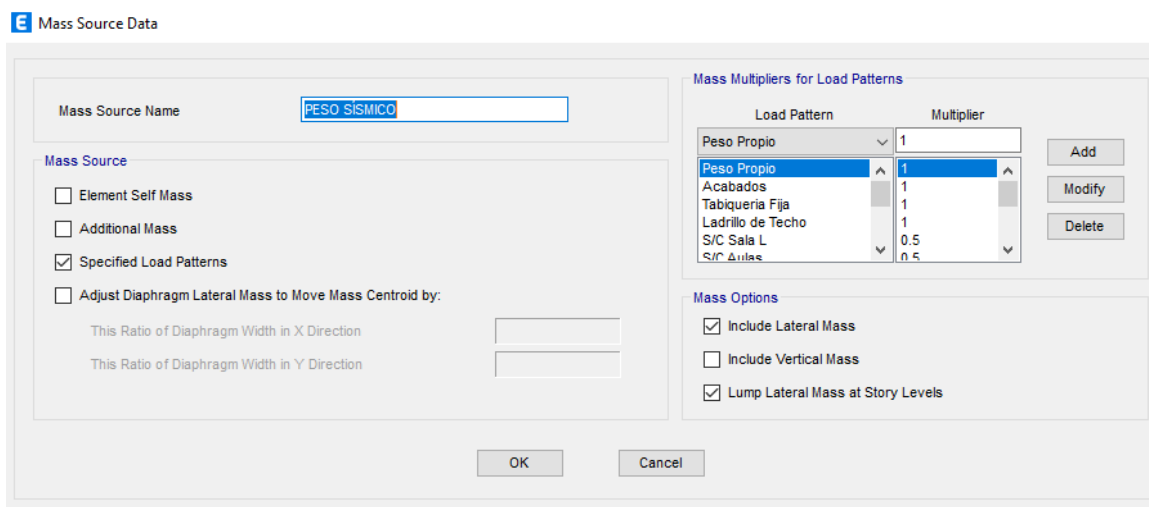 E Mass Source Data
Mass Source Name PESO SÍSMICO
Mass Source
Element Self Mass
Additional Mass
Specified Load Patterns
Adjust Diaphragm Lateral Mass to Move Mass Centroid by:
This Ratio of Diaphragm Width in X Direction
This Ratio of Diaphragm Width in Y Direction
Mass Multipliers for Load Patterns
Load Pattern Multiplier
Peso Propio 1
Peso Propio 1
Acabados 1
Tabiqueria Fija 1
Ladrillo de Techo 1
S/C Sala L 0.5
S/C Aulas 0.5
Add
Modify
Delete
Mass Options
Include Lateral Mass
Include Vertical Mass
Lump Lateral Mass at Story Levels
OK Cancel